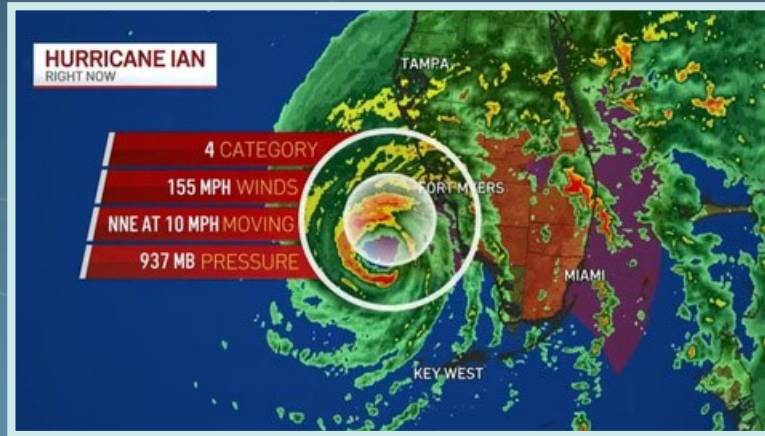 HURRICANE IAN
RIGHT NOW
TAMPA
4 CATEGORY
155 MPH WINDS
FORT MYERS
NNE AT 10 MPH MOVING
937 MB PRESSURE
MIAMI
KEY WEST